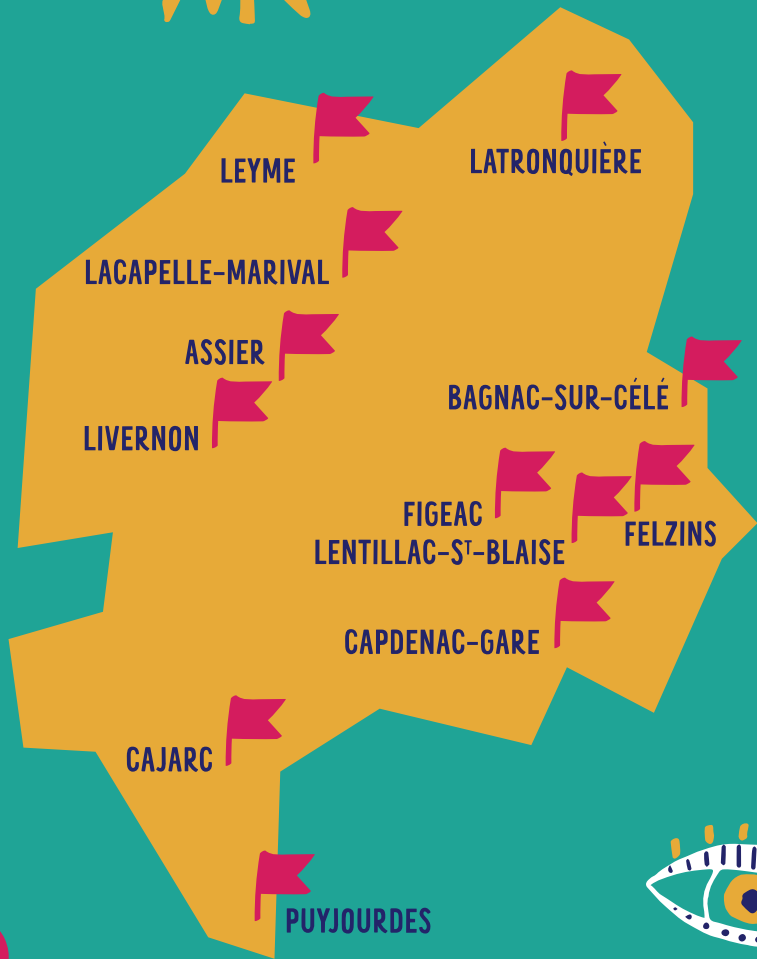 LATRONQUIÈRE
LEYME
LACAPELLE-MARIVAL
ASSIER
BAGNAC-SUR-CÉLÉ
LIVERNON
FIGEAC
FELZINS
LENTILLAC-Sᵀ-BLAISE
CAPDENAC-GARE
CAJARC
PUYJOURDES